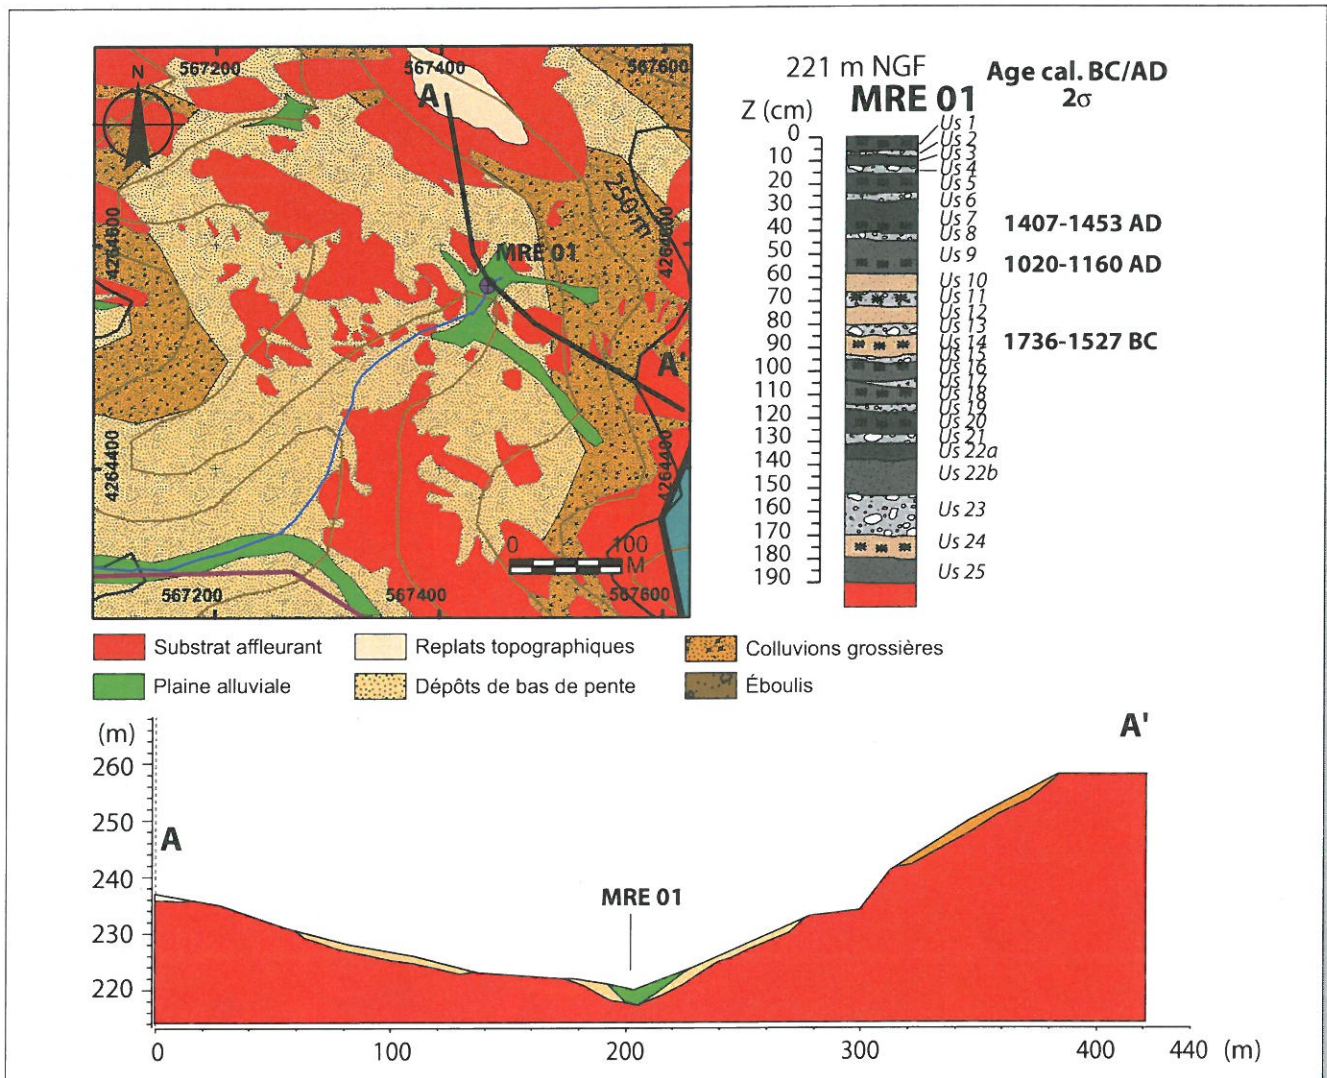 567200
567400
567600
N
A
250 m
4264600
4264600
MRE 01
A'
4264400
4264400
0
100
M
567200
567400
567600
221 m NGF
MRE 01
Z (cm)
Age cal. BC/AD
2σ
0
10
20
30
40
50
60
70
80
90
100
110
120
130
140
150
160
170
180
190
Us 1
Us 2
Us 3
Us 4
Us 5
Us 6
Us 7
Us 8
Us 9
Us 10
Us 11
Us 12
Us 13
Us 14
Us 15
Us 16
Us 17
Us 18
Us 19
Us 20
Us 21
Us 22a
Us 22b
Us 23
Us 24
Us 25
1407-1453 AD
1020-1160 AD
1736-1527 BC
Substrat affleurant
Replats topographiques
Colluvions grossières
Plaine alluviale
Dépôts de bas de pente
Éboulis
(m)
A'
260
250
240
230
220
A
MRE 01
0
100
200
300
400
440
(m)